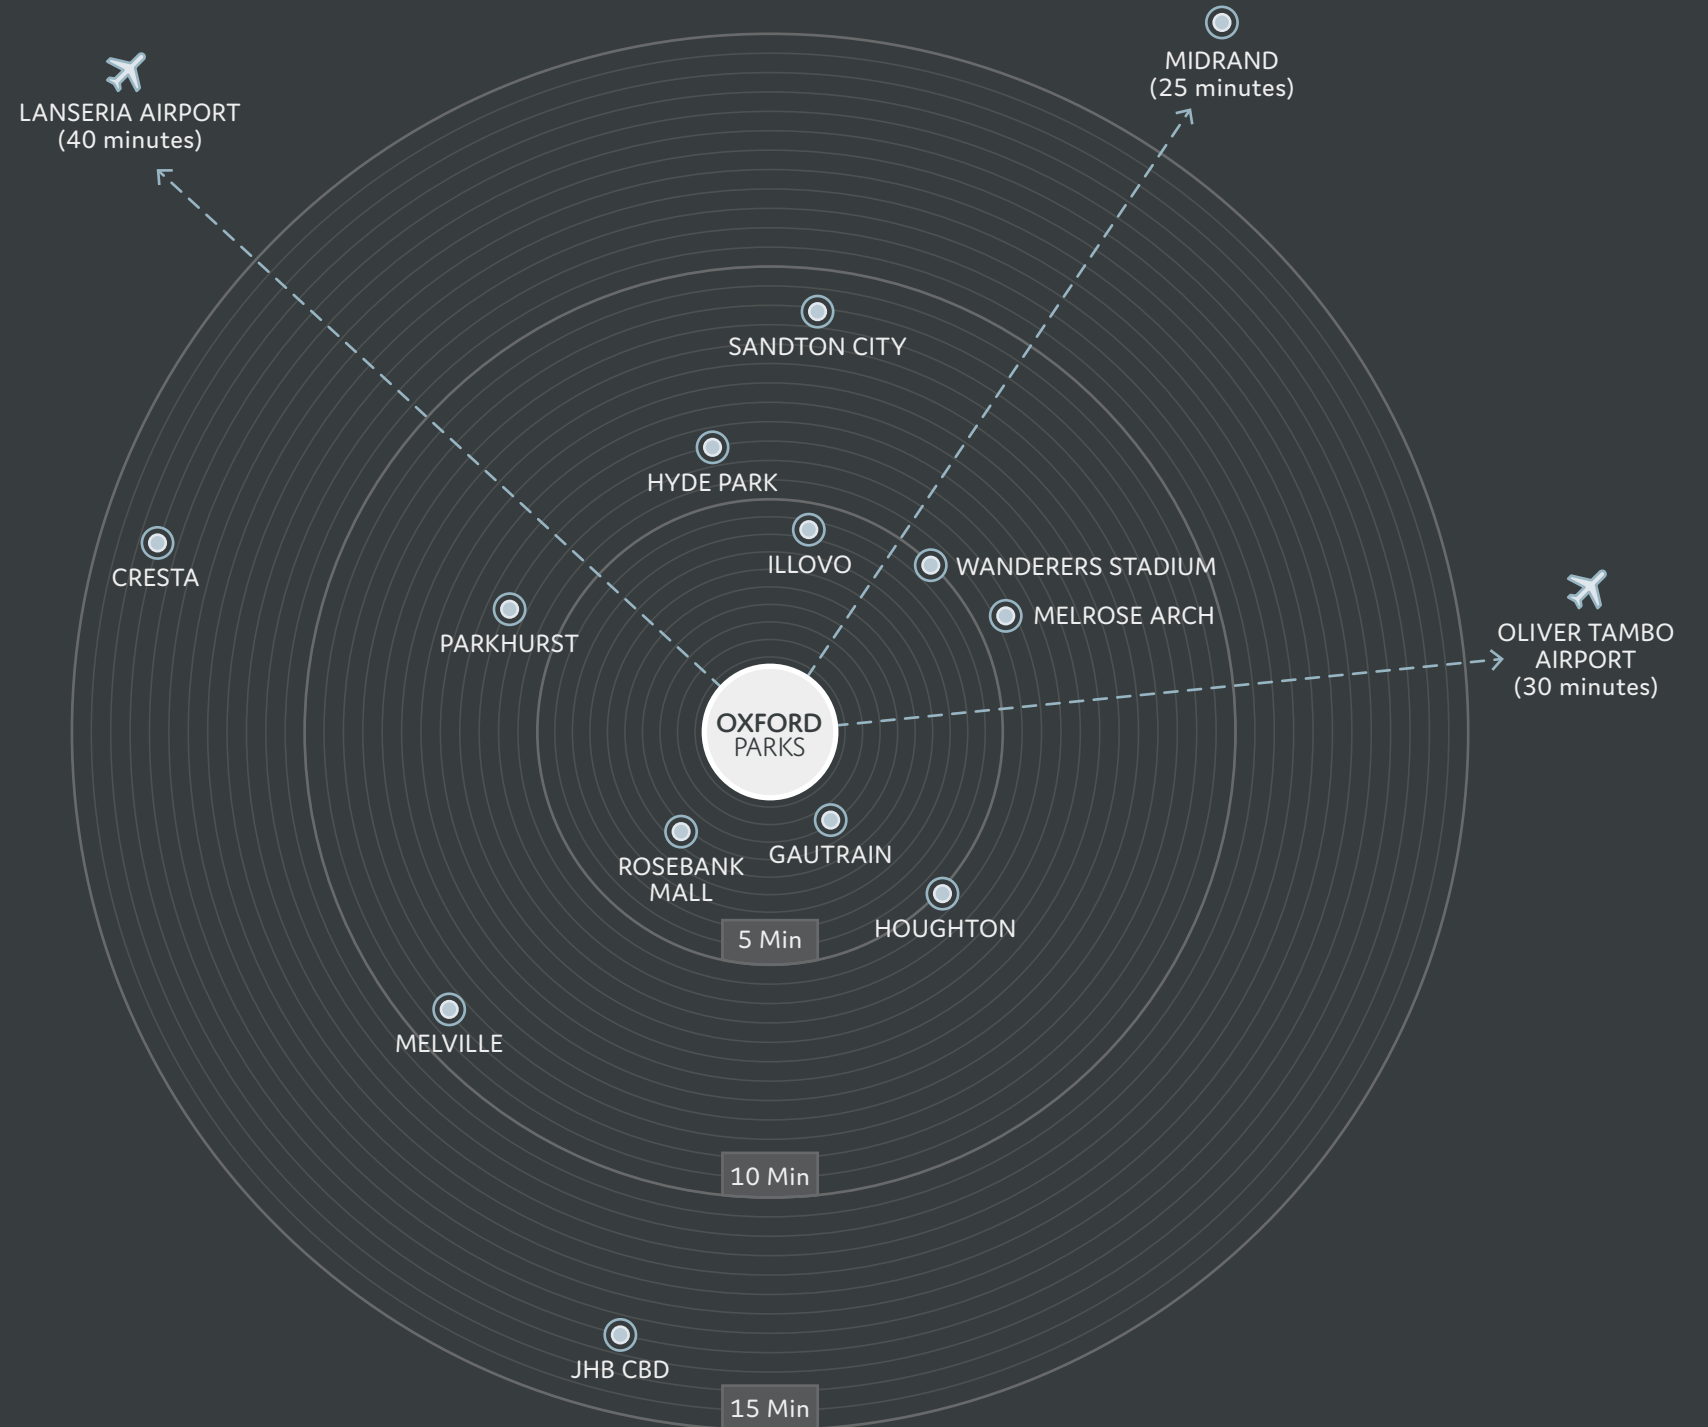 MIDRAND
(25 minutes)
LANSERIA AIRPORT
(40 minutes)
SANDTON CITY
HYDE PARK
ILLOVO
WANDERERS STADIUM
CRESTA
MELROSE ARCH
PARKHURST
OLIVER TAMBO
AIRPORT
(30 minutes)
OXFORD
PARKS
GAUTRAIN
ROSEBANK
MALL
HOUGHTON
5 Min
MELVILLE
10 Min
JHB CBD
15 Min